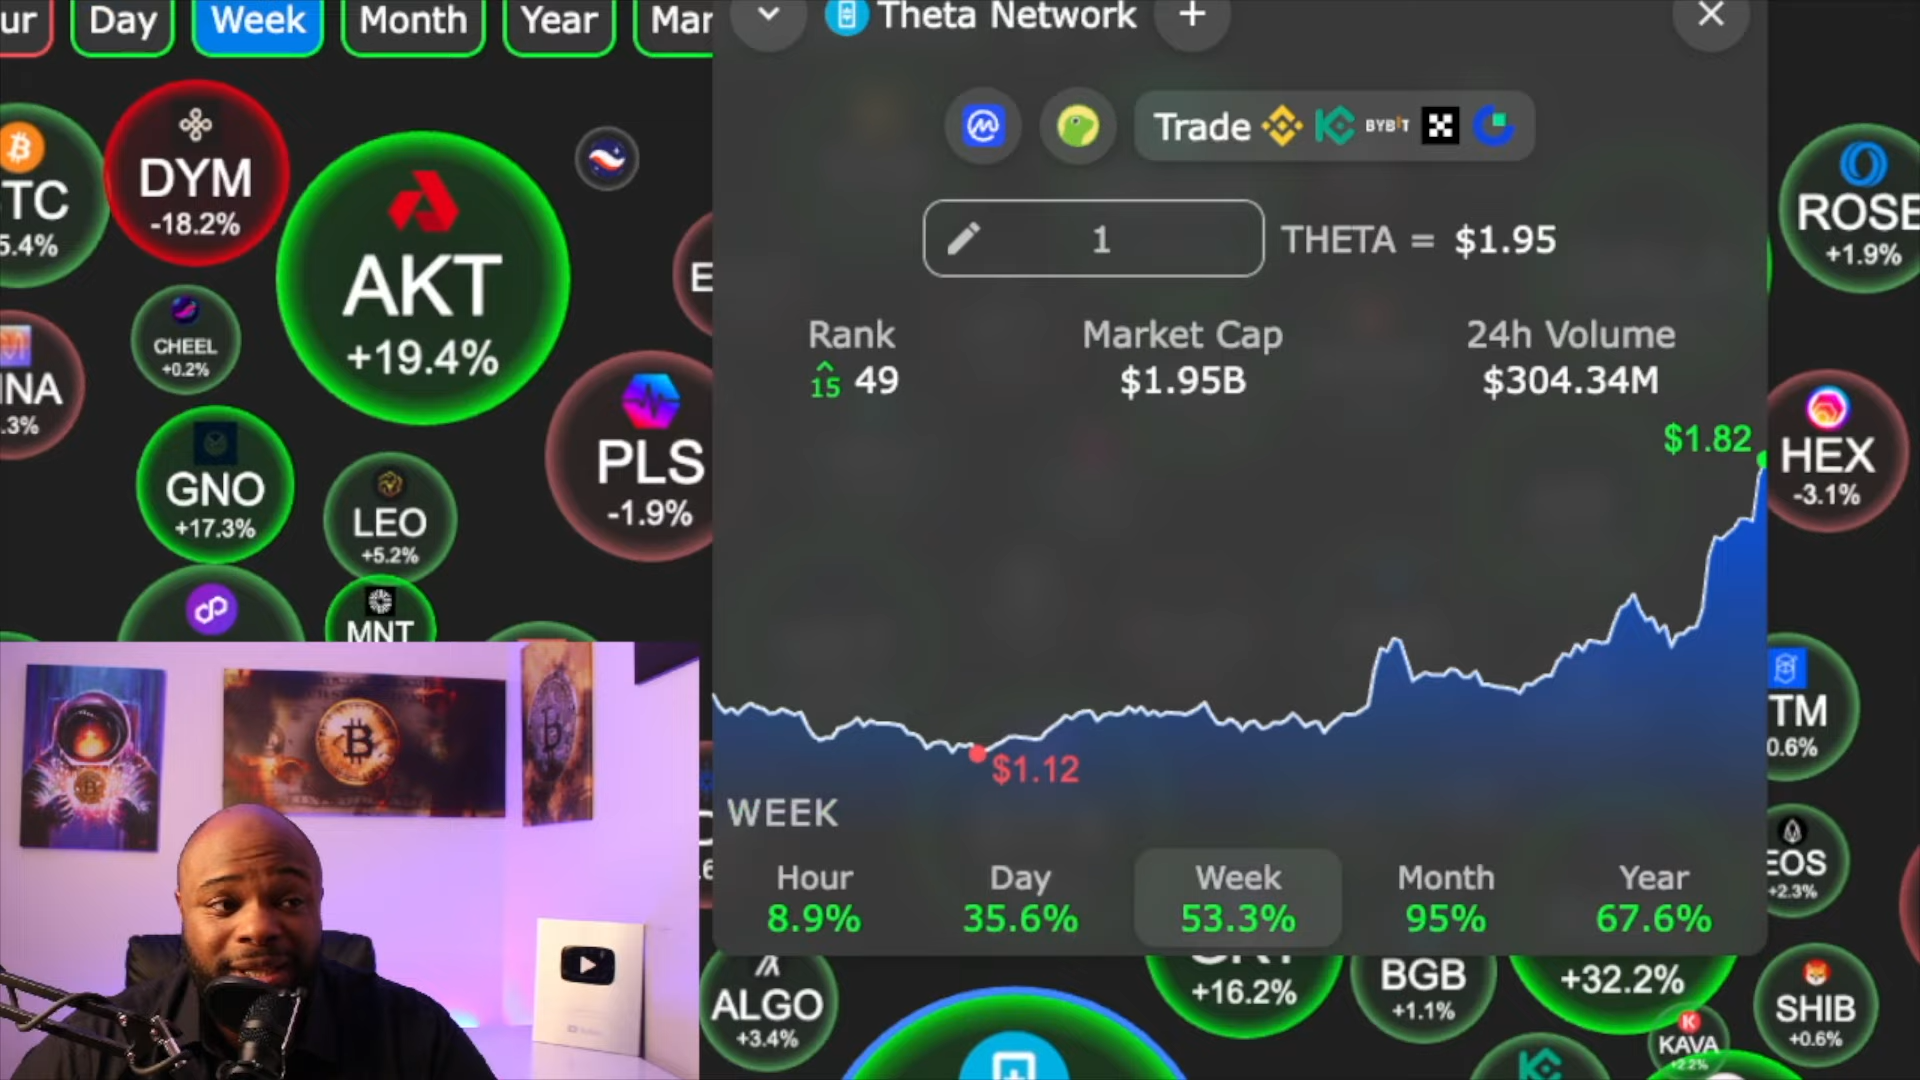 ur Day Week Month Year Mar
Theta Network
Trade BYBIT
1 THETA = $1.95
Rank Market Cap 24h Volume
15 49 $1.95B $304.34M
$1.82
$1.12
WEEK
Hour Day Week Month Year
8.9% 35.6% 53.3% 95% 67.6%
TC
5.4%
DYM
-18.2%
AKT
+19.4%
CHEEL
+0.2%
NA
.3%
GNO
+17.3%
LEO
+5.2%
PLS
-1.9%
MNT
E
ROSE
+1.9%
HEX
-3.1%
TM
0.6%
EOS
+2.3%
ALGO
+3.4%
+16.2%
BGB
+1.1%
+32.2%
SHIB
+0.6%
KAVA
+2.2%